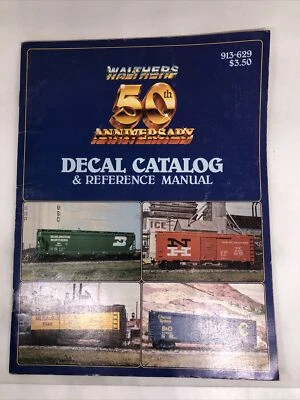 WALTHERS
913-629
$3.50
50th
ANNIVERSARY
DECAL CATALOG
& REFERENCE MANUAL
BURLINGTON
NORTHERN
N
H